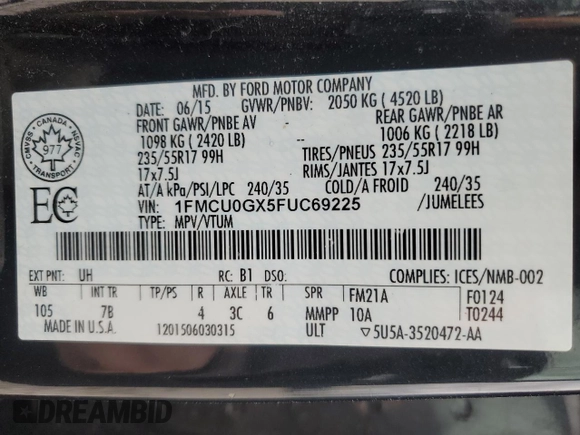 MFD. BY FORD MOTOR COMPANY
DATE: 06/15 GVWR/PNBV: 2050 KG ( 4520 LB)
FRONT GAWR/PNBE AV REAR GAWR/PNBE AR
1098 KG ( 2420 LB) 1006 KG ( 2218 LB)
235/55R17 99H TIRES/PNEUS 235/55R17 99H
17x7.5J RIMS/JANTES 17x7.5J
AT/A kPa/PSI/LPC 240/35 COLD/A FROID 240/35
VIN: 1FMCU0GX5FUC69225 /JUMELEES
TYPE: MPV/VTUM
CMVSS • CANADA • NSVAC
977
TRANSPORT
EC
EXT PNT: UH RC: B1 DSO: COMPLIES: ICES/NMB-002
WB INT TR TP/PS R AXLE TR SPR FM21A F0124
105 7B 4 3C 6 MMPP 10A T0244
MADE IN U.S.A. 1201506030315 ULT ▽5U5A-3520472-AA
DREAMBID